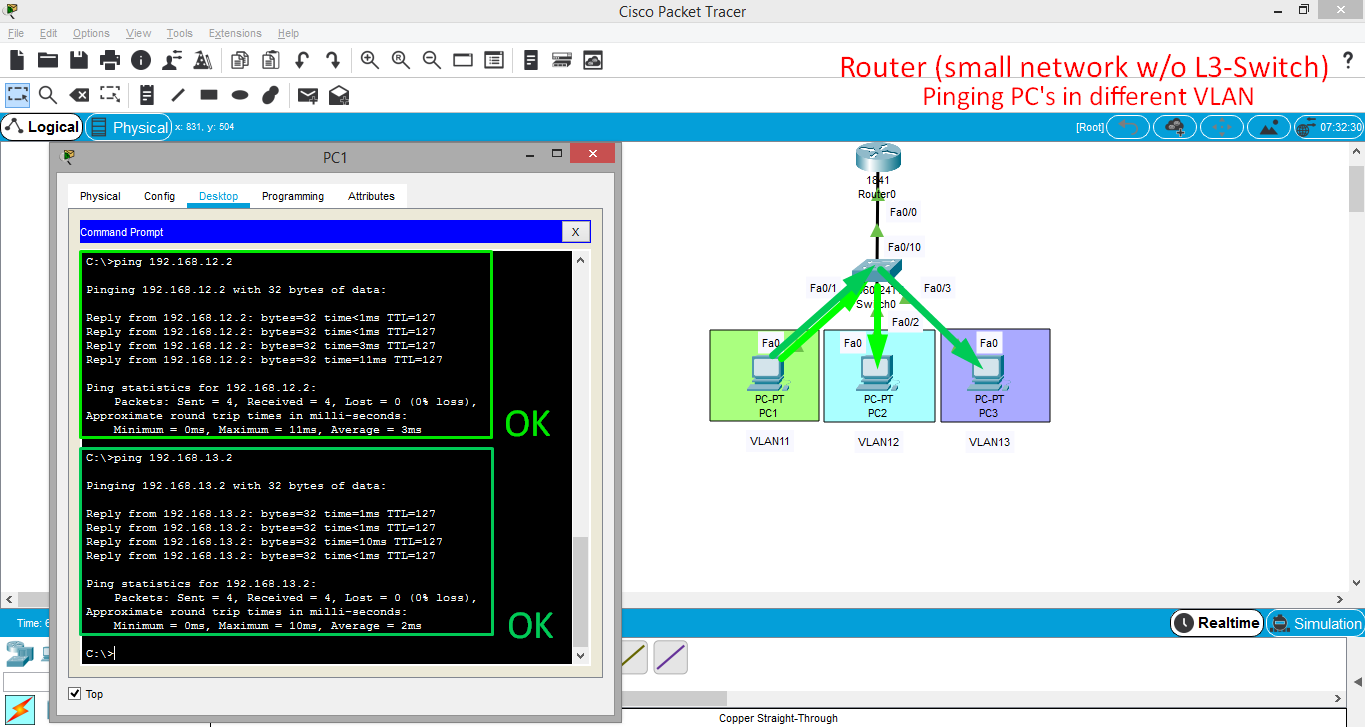 Cisco Packet Tracer
File Edit Options View Tools Extensions Help
Router (small network w/o L3-Switch)
?
Pinging PC's in different VLAN
Logical Physical x: 831, y: 504 [Root] 07:32:30
PC1
Physical Config Desktop Programming Attributes
Command Prompt X
C:\>ping 192.168.12.2
Pinging 192.168.12.2 with 32 bytes of data:
Reply from 192.168.12.2: bytes=32 time<1ms TTL=127
Reply from 192.168.12.2: bytes=32 time<1ms TTL=127
Reply from 192.168.12.2: bytes=32 time=3ms TTL=127
Reply from 192.168.12.2: bytes=32 time=11ms TTL=127
Ping statistics for 192.168.12.2:
Packets: Sent = 4, Received = 4, Lost = 0 (0% loss),
Approximate round trip times in milli-seconds:
Minimum = 0ms, Maximum = 11ms, Average = 3ms
OK
C:\>ping 192.168.13.2
Pinging 192.168.13.2 with 32 bytes of data:
Reply from 192.168.13.2: bytes=32 time=1ms TTL=127
Reply from 192.168.13.2: bytes=32 time<1ms TTL=127
Reply from 192.168.13.2: bytes=32 time=10ms TTL=127
Reply from 192.168.13.2: bytes=32 time<1ms TTL=127
Ping statistics for 192.168.13.2:
Packets: Sent = 4, Received = 4, Lost = 0 (0% loss),
Approximate round trip times in milli-seconds:
Minimum = 0ms, Maximum = 10ms, Average = 2ms
OK
C:\>
Top
1841
Router0
Fa0/0
Fa0/10
Fa0/1
Fa0/3
Fa0/2
Fa0 Fa0 Fa0
PC-PT PC-PT PC-PT
PC1 PC2 PC3
VLAN11 VLAN12 VLAN13
Time: 
Realtime Simulation
Copper Straight-Through